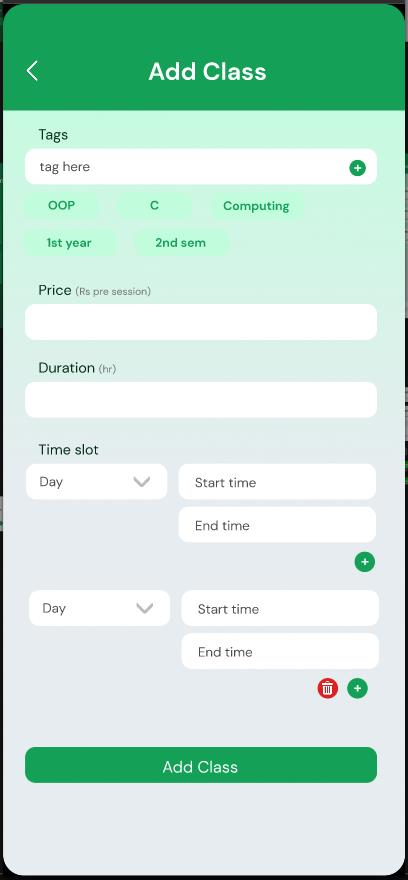 Add Class
Tags
tag here
OOP C Computing
1st year 2nd sem
Price (Rs pre session)
Duration (hr)
Time slot
Day Start time
End time
Day Start time
End time
Add Class